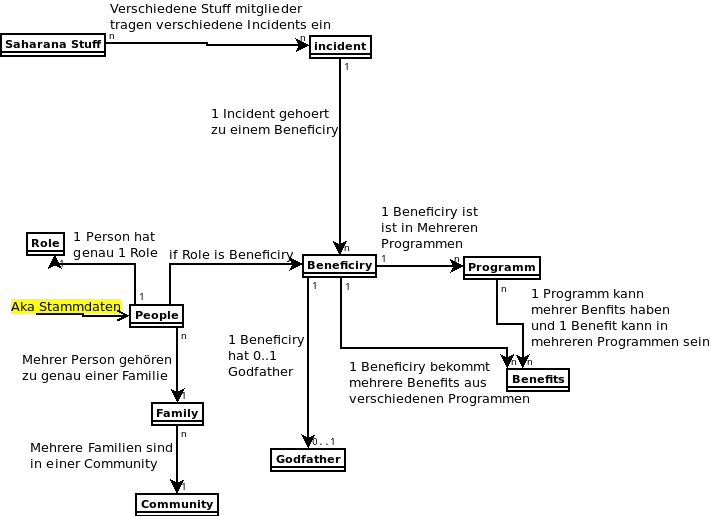 Verschiedene Stuff mitglieder
tragen verschiedene Incidents ein
Saharana Stuff
n
n
incident
1
1 Incident gehoert
zu einem Beneficiry
n
1 Beneficiry ist
ist in Mehreren
Programmen
Role
1
1 Person hat
genau 1 Role
if Role is Beneficiry
Beneficiry
1
n
Programm
Aka Stammdaten
1
People
n
1
1
n
1 Programm kann
mehrer Benfits haben
und 1 Benefit kann in
mehreren Programmen sein
Mehrer Person gehören
zu genau einer Familie
1 Beneficiry
hat 0..1
Godfather
1 Beneficiry bekommt
mehrere Benefits aus
verschiedenen Programmen
n
n
Benefits
1
Family
n
Mehrere Familien sind
in einer Community
0..1
Godfather
1
Community